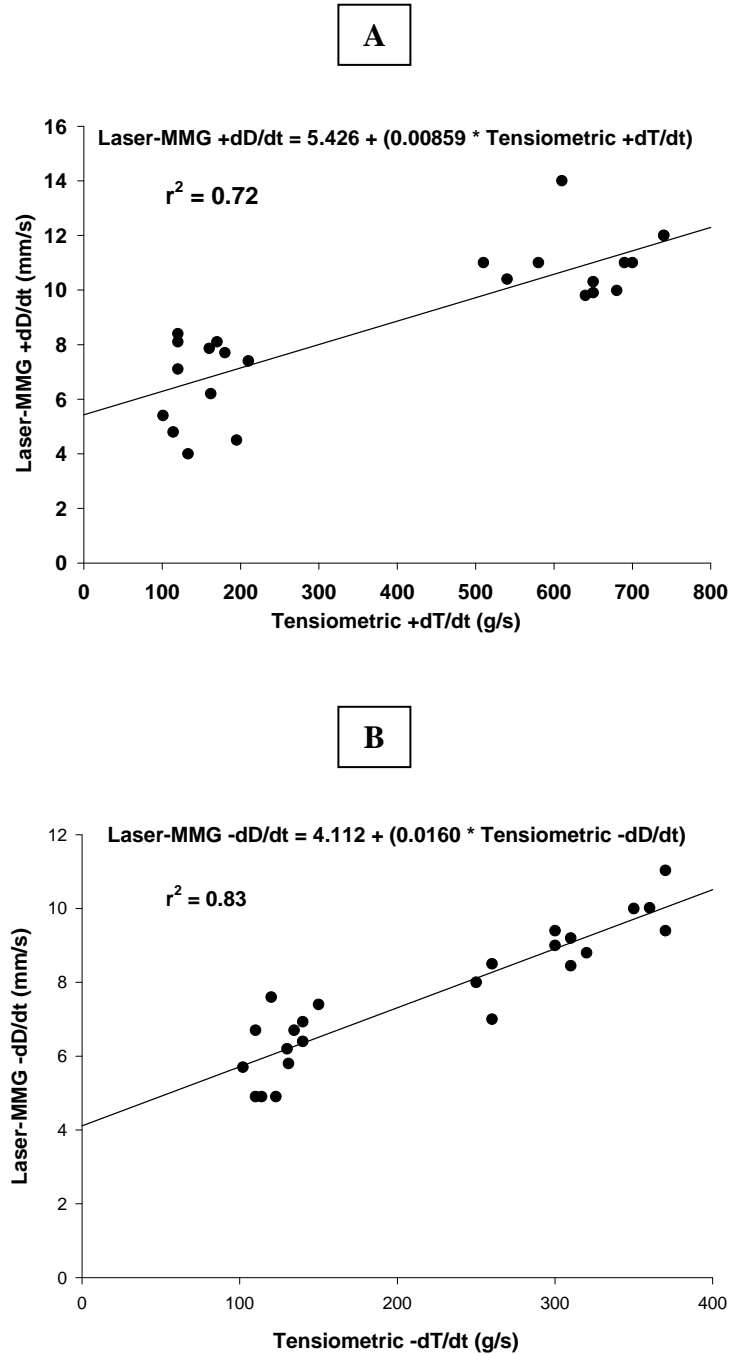 A
Laser-MMG +dD/dt = 5.426 + (0.00859 * Tensiometric +dT/dt)
r² = 0.72
Laser-MMG +dD/dt (mm/s)
16
14
12
10
8
6
4
2
0
0 100 200 300 400 500 600 700 800
Tensiometric +dT/dt (g/s)
B
Laser-MMG -dD/dt = 4.112 + (0.0160 * Tensiometric -dD/dt)
r² = 0.83
Laser-MMG -dD/dt (mm/s)
12
10
8
6
4
2
0
0 100 200 300 400
Tensiometric -dT/dt (g/s)